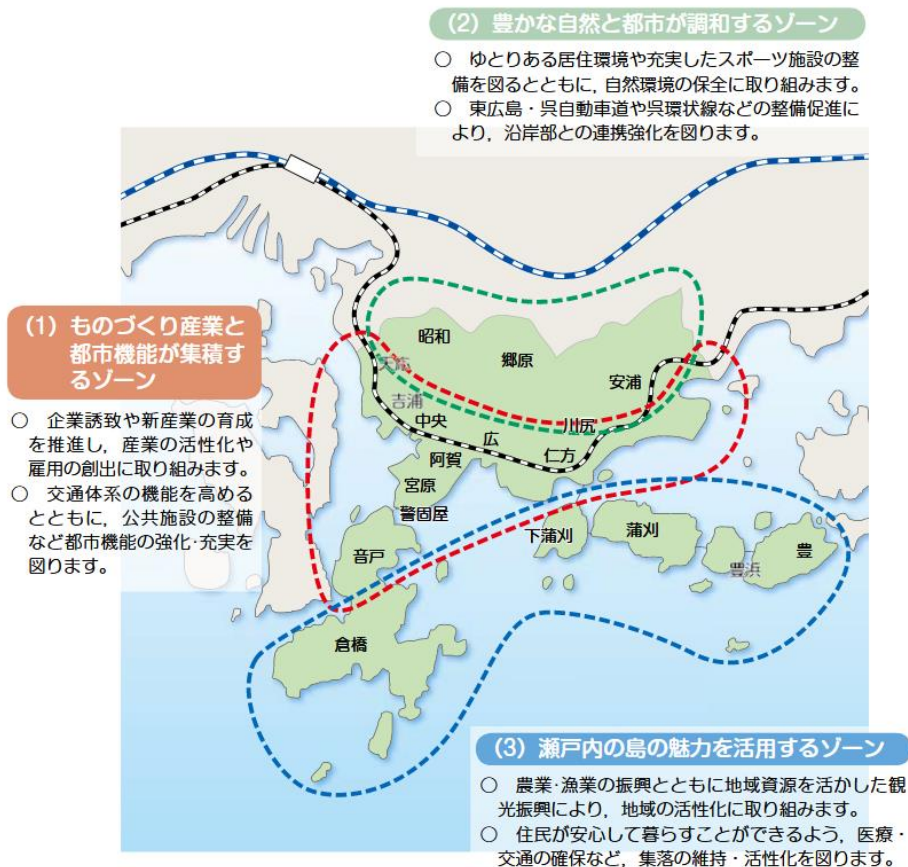 (2) 豊かな自然と都市が調和するゾーン
○ ゆとりある居住環境や充実したスポーツ施設の整
備を図るとともに，自然環境の保全に取り組みます。
○ 東広島・呉自動車道や呉環状線などの整備促進に
より，沿岸部との連携強化を図ります。
(1) ものづくり産業と
都市機能が集積す
るゾーン
○ 企業誘致や新産業の育成
を推進し，産業の活性化や
雇用の創出に取り組みます。
○ 交通体系の機能を高める
とともに，公共施設の整備
など都市機能の強化・充実を
図ります。
昭和
郷原
天応
安浦
吉浦
中央
川尻
広
阿賀
仁方
宮原
警固屋
音戸
下蒲刈
蒲刈
豊
豊浜
倉橋
(3) 瀬戸内の島の魅力を活用するゾーン
○ 農業・漁業の振興とともに地域資源を活かした観
光振興により，地域の活性化に取り組みます。
○ 住民が安心して暮らすことができるよう，医療・
交通の確保など，集落の維持・活性化を図ります。